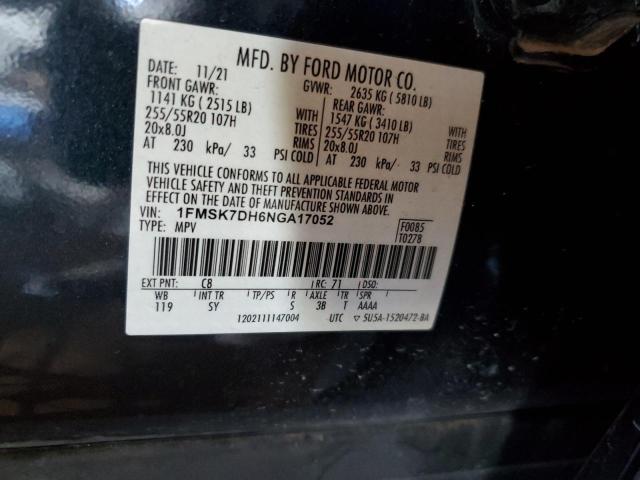 MFD. BY FORD MOTOR CO.
DATE: 11/21 GVWR: 2635 KG ( 5810 LB)
FRONT GAWR: REAR GAWR:
1141 KG ( 2515 LB) WITH 1547 KG ( 3410 LB) WITH
255/55R20 107H TIRES 255/55R20 107H TIRES
20x8.0J RIMS 20x8.0J RIMS
AT 230 kPa/ 33 PSI COLD AT 230 kPa/ 33 PSI COLD
THIS VEHICLE CONFORMS TO ALL APPLICABLE FEDERAL MOTOR
VEHICLE SAFETY AND THEFT PREVENTION STANDARDS IN
EFFECT ON THE DATE OF MANUFACTURE SHOWN ABOVE.
VIN: 1FMSK7DH6NGA17052 F0085
TYPE: MPV T0278
EXT PNT: C8 RC: 71 DSO:
WB INT TR TP/PS R AXLE TR SPR
119 SY S 3B T AAAA
1202111147004 UTC ▽ 5U5A-1520472-BA